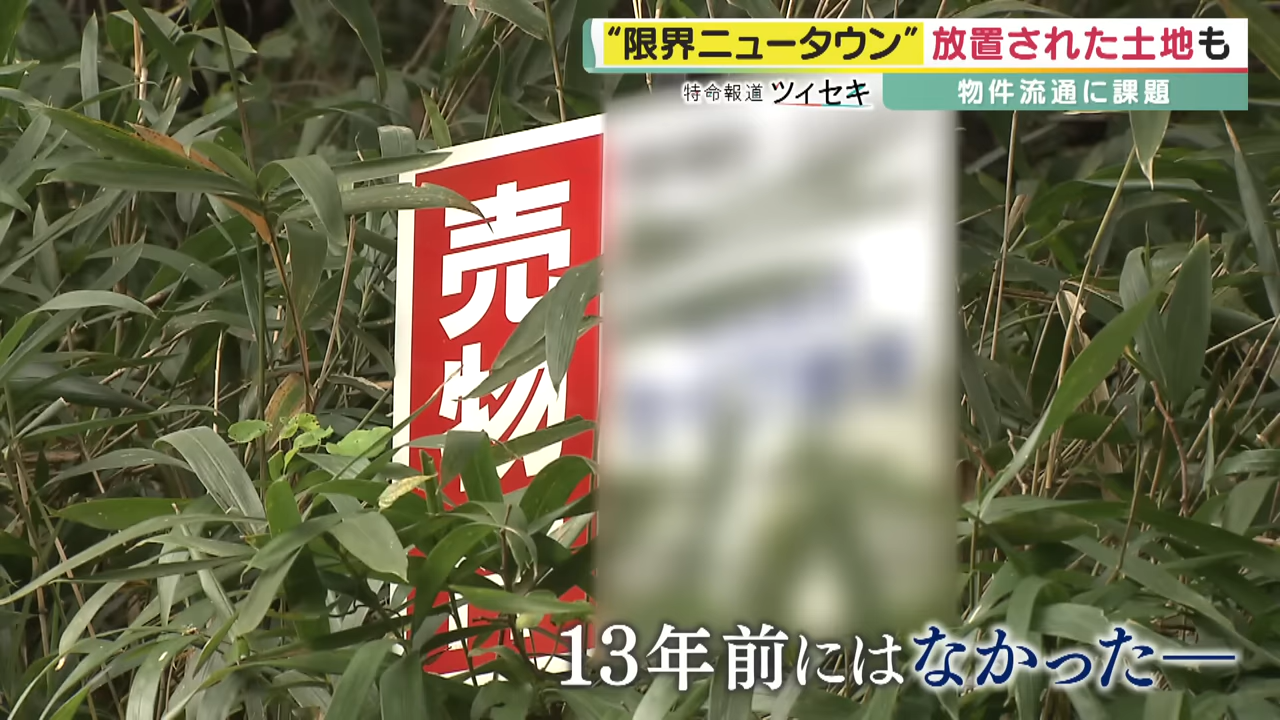 “限界ニュータウン” 放置された土地も
特命報道 ツイセキ
物件流通に課題
売物
13年前にはなかった―